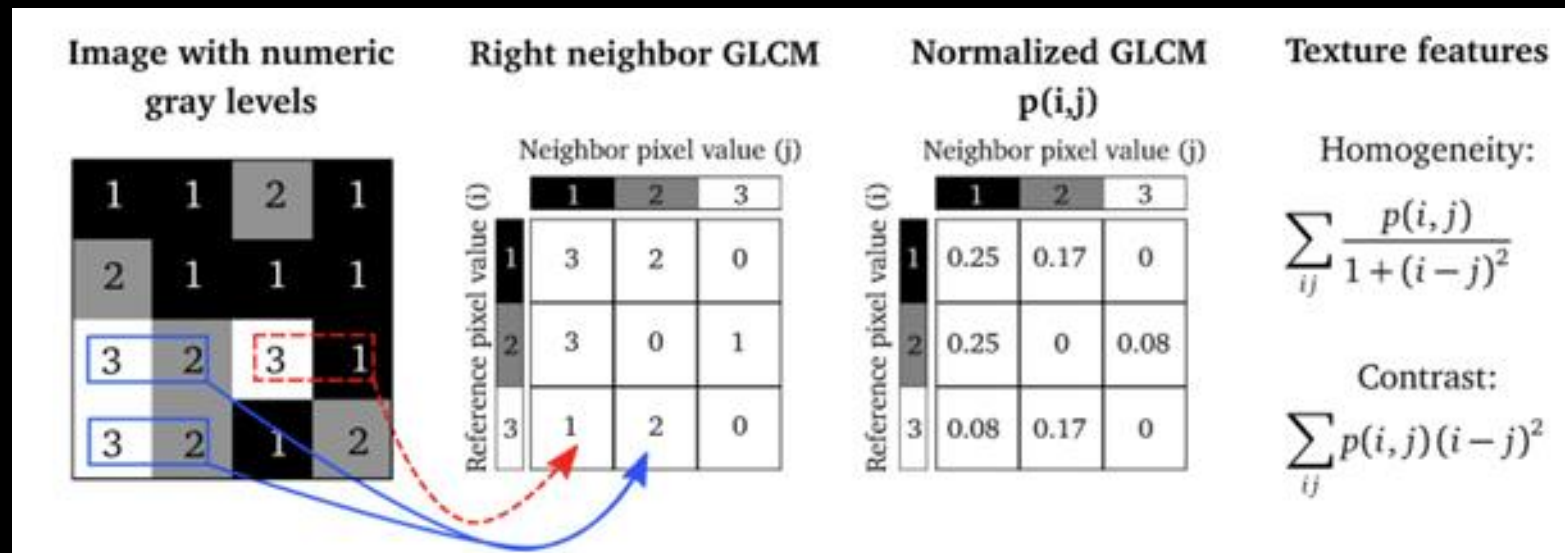 Image with numeric
gray levels
1 1 2 1
2 1 1 1
3 2 3 1
3 2 1 2
Right neighbor GLCM
Neighbor pixel value (j)
Reference pixel value (i)
1 2 3
1 3 2 0
2 3 0 1
3 1 2 0
Normalized GLCM
p(i,j)
Neighbor pixel value (j)
Reference pixel value (i)
1 2 3
1 0.25 0.17 0
2 0.25 0 0.08
3 0.08 0.17 0
Texture features
Homogeneity:
∑ij p(i, j) / 1 + (i − j)²
Contrast:
∑ij p(i, j)(i − j)²